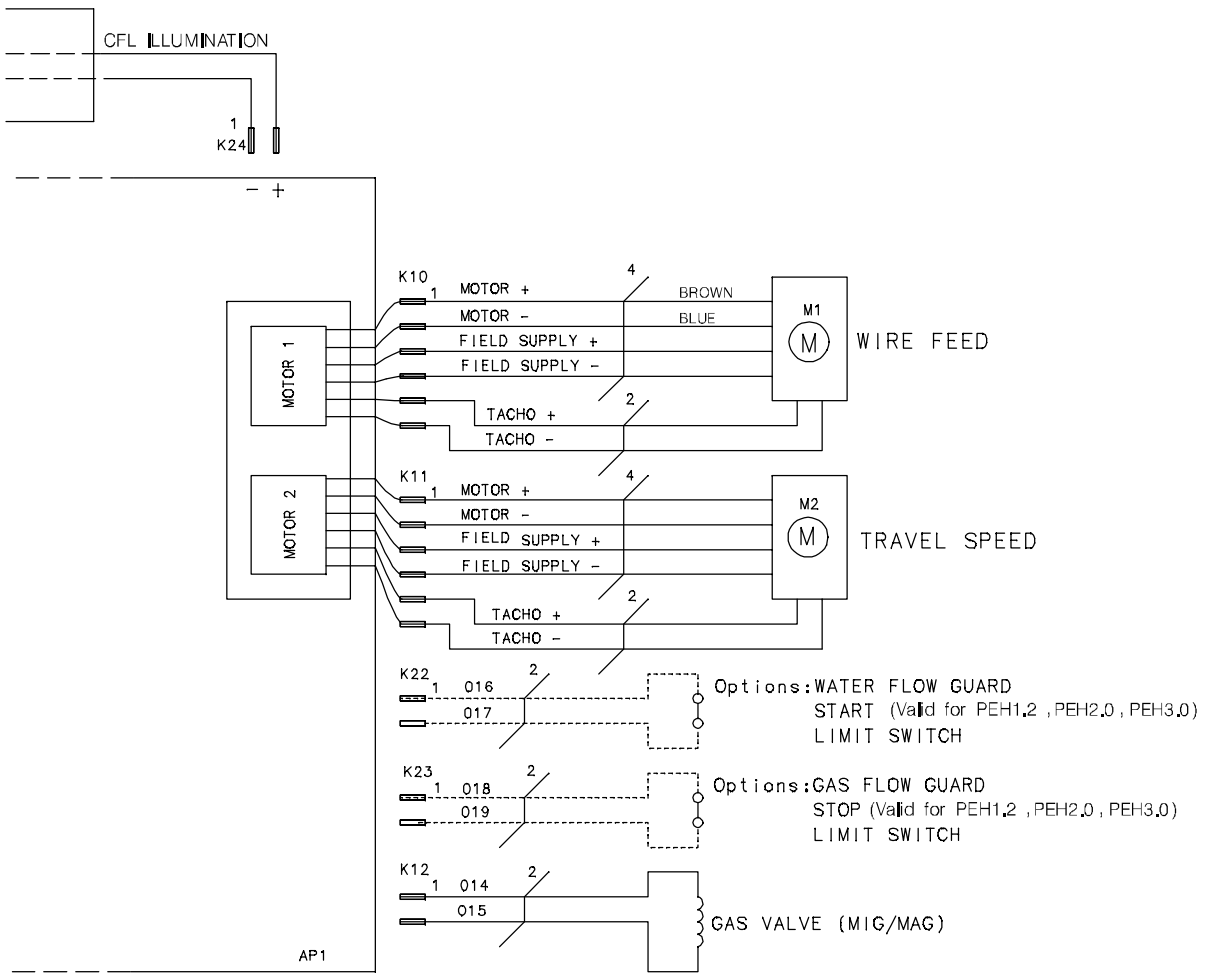 CFL ILLUMINATION
1
K24
- +
K10
1 MOTOR + 4 BROWN
MOTOR - BLUE
FIELD SUPPLY +
FIELD SUPPLY -
TACHO + 2
TACHO -
MOTOR 1
M1
M
WIRE FEED
K11
1 MOTOR + 4
MOTOR -
FIELD SUPPLY +
FIELD SUPPLY -
TACHO + 2
TACHO -
MOTOR 2
M2
M
TRAVEL SPEED
K22
1 016 2
017
Options:WATER FLOW GUARD
START (Valid for PEH1.2 ,PEH2.0 , PEH3.0)
LIMIT SWITCH
K23
1 018 2
019
Options:GAS FLOW GUARD
STOP (Valid for PEH1.2 ,PEH2.0 , PEH3.0)
LIMIT SWITCH
K12
1 014 2
015
GAS VALVE (MIG/MAG)
AP1